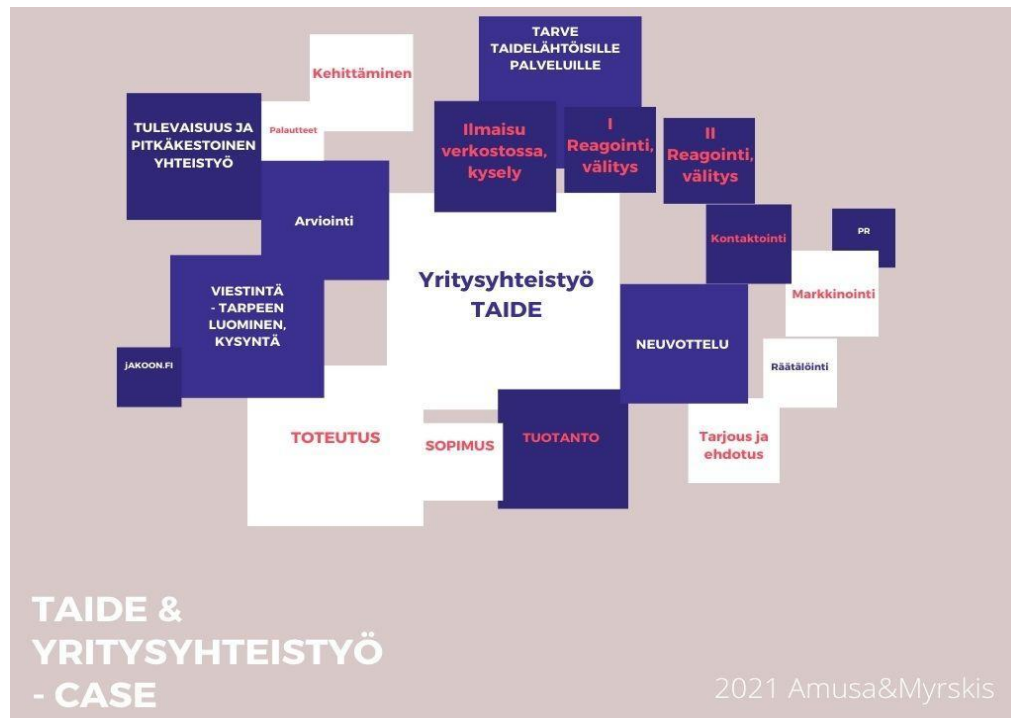 TARVE
TAIDELÄHTÖISILLE
PALVELUILLE
Kehittäminen
TULEVAISUUS JA
PITKÄKESTOINEN
YHTEISTYÖ
Palautteet
Ilmaisu
verkostossa,
kysely
I
Reagointi,
välitys
II
Reagointi,
välitys
Arviointi
Kontaktointi
PR
Yritysyhteistyö
TAIDE
Markkinointi
VIESTINTÄ
- TARPEEN
LUOMINEN,
KYSYNTÄ
NEUVOTTELU
jAKOON.FI
Räätälöinti
TOTEUTUS
SOPIMUS
TUOTANTO
Tarjous ja
ehdotus
TAIDE &
YRITYSYHTEISTYÖ
- CASE
2021 Amusa&Myrskis